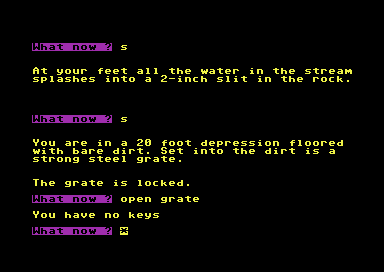 What now ? s
At your feet all the water in the stream
splashes into a 2-inch slit in the rock.
What now ? s
You are in a 20 foot depression floored
with bare dirt. Set into the dirt is a
strong steel grate.
The grate is locked.
What now ? open grate
You have no keys
What now ? *